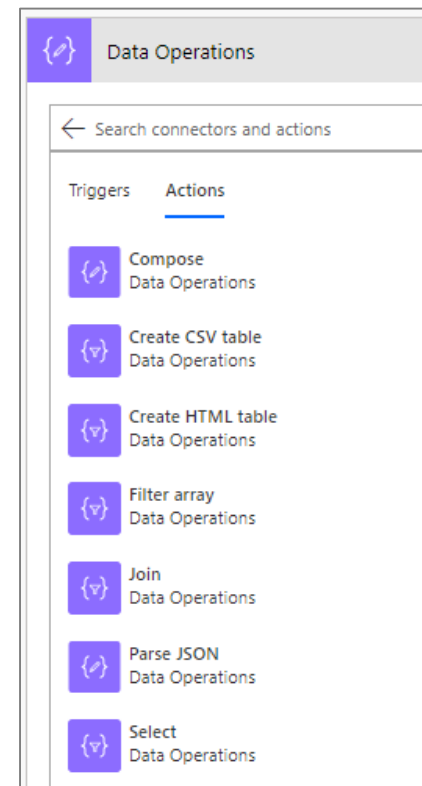 Data Operations
Search connectors and actions
Triggers Actions
Compose
Data Operations
Create CSV table
Data Operations
Create HTML table
Data Operations
Filter array
Data Operations
Join
Data Operations
Parse JSON
Data Operations
Select
Data Operations